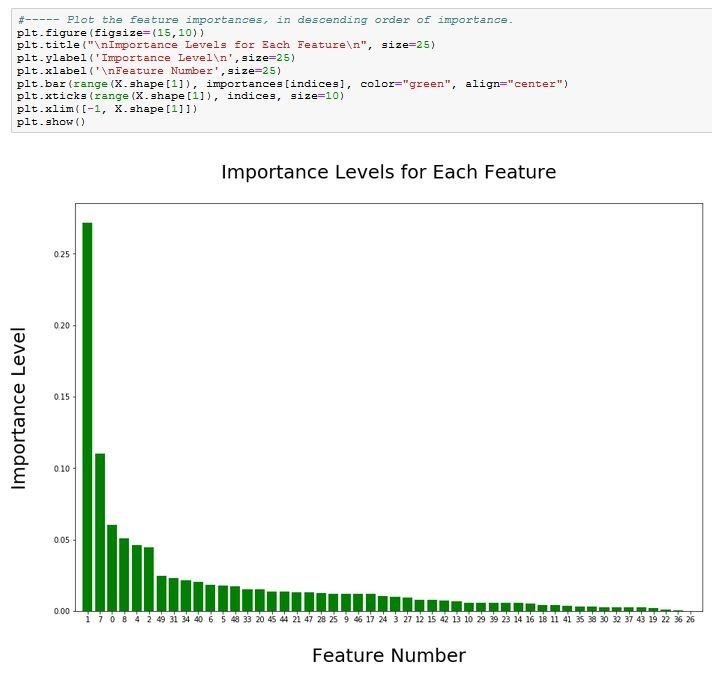 #----- Plot the feature importances, in descending order of importance.
plt.figure(figsize=(15,10))
plt.title("\nImportance Levels for Each Feature\n", size=25)
plt.ylabel('Importance Level\n',size=25)
plt.xlabel('\nFeature Number',size=25)
plt.bar(range(X.shape[1]), importances[indices], color="green", align="center")
plt.xticks(range(X.shape[1]), indices, size=10)
plt.xlim([-1, X.shape[1]])
plt.show()
Importance Levels for Each Feature
Importance Level
0.25
0.20
0.15
0.10
0.05
0.00
1 7 0 8 4 2 49 31 34 40 6 5 48 33 20 45 44 21 47 28 25 9 46 17 24 3 27 12 15 42 13 10 29 39 23 14 16 18 11 41 35 38 30 32 37 43 19 22 36 26
Feature Number